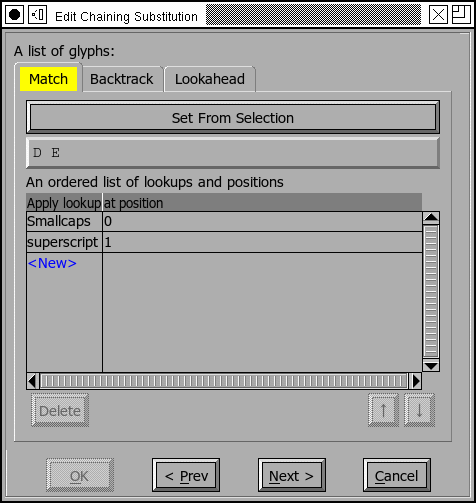 Edit Chaining Substitution
A list of glyphs:
Match Backtrack Lookahead
Set From Selection
D E
An ordered list of lookups and positions
Apply lookup at position
Smallcaps 0
superscript 1
<New>
Delete ↑ ↓
OK < Prev Next > Cancel